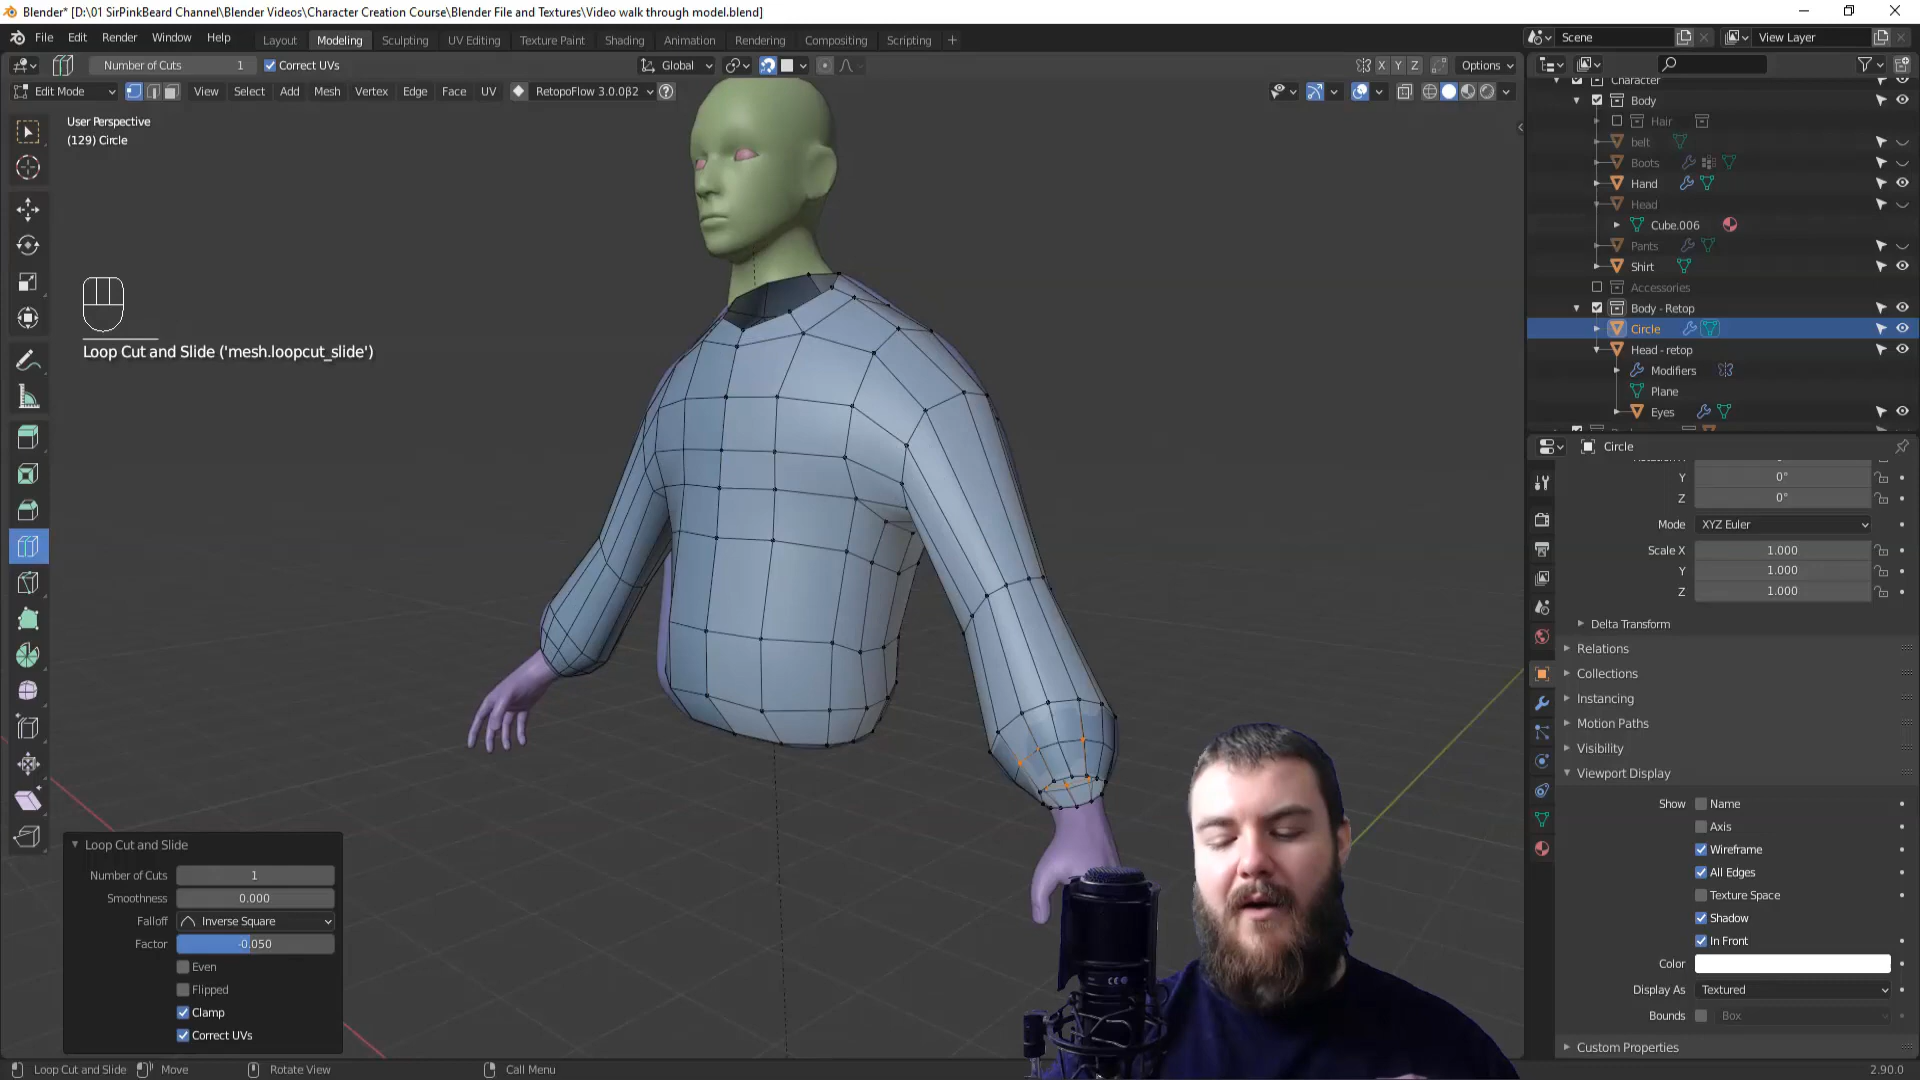 Blender* [D:\01 SirPinkBeard Channel\Blender Videos\Character Creation Course\Blender File and Textures\Video walk through model.blend]
File Edit Render Window Help
Layout Modeling Sculpting UV Editing Texture Paint Shading Animation Rendering Compositing Scripting +
Scene
View Layer
Number of Cuts 1
Correct UVs
Global
X Y Z
Options
Edit Mode
View Select Add Mesh Vertex Edge Face UV
RetopoFlow 3.0.0β2
User Perspective
(129) Circle
Loop Cut and Slide ('mesh.loopcut_slide')
Character
Body
Hair
belt
Boots
Hand
Head
Cube.006
Pants
Shirt
Accessories
Body - Retop
Circle
Head - retop
Modifiers
Plane
Eyes
Circle
Y 0°
Z 0°
Mode XYZ Euler
Scale X 1.000
Y 1.000
Z 1.000
Delta Transform
Relations
Collections
Instancing
Motion Paths
Visibility
Viewport Display
Show Name
Axis
Wireframe
All Edges
Texture Space
Shadow
In Front
Color
Display As Textured
Bounds Box
Custom Properties
Loop Cut and Slide
Number of Cuts 1
Smoothness 0.000
Falloff Inverse Square
Factor -0.050
Even
Flipped
Clamp
Correct UVs
Loop Cut and Slide
Move
Rotate View
Call Menu
2.90.0